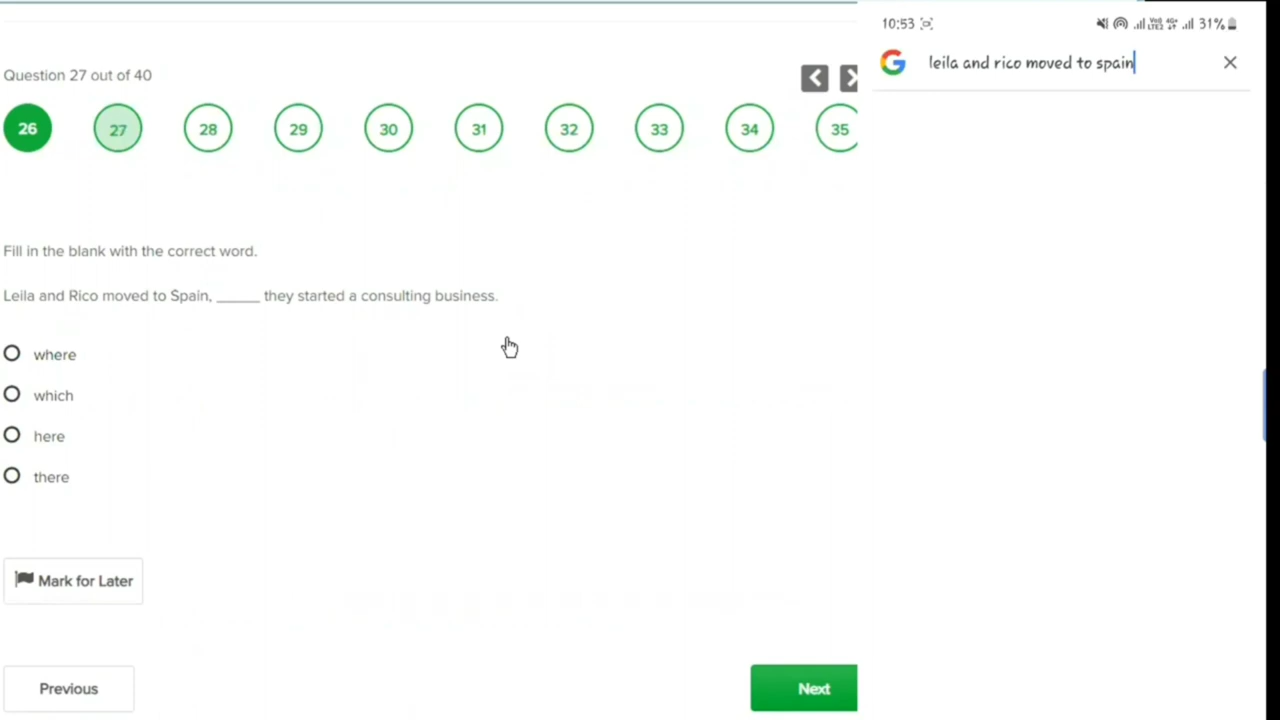 10:53 31%
Question 27 out of 40
leila and rico moved to spain
26 27 28 29 30 31 32 33 34 35
Fill in the blank with the correct word.
Leila and Rico moved to Spain, ______ they started a consulting business.
where
which
here
there
Mark for Later
Previous
Next